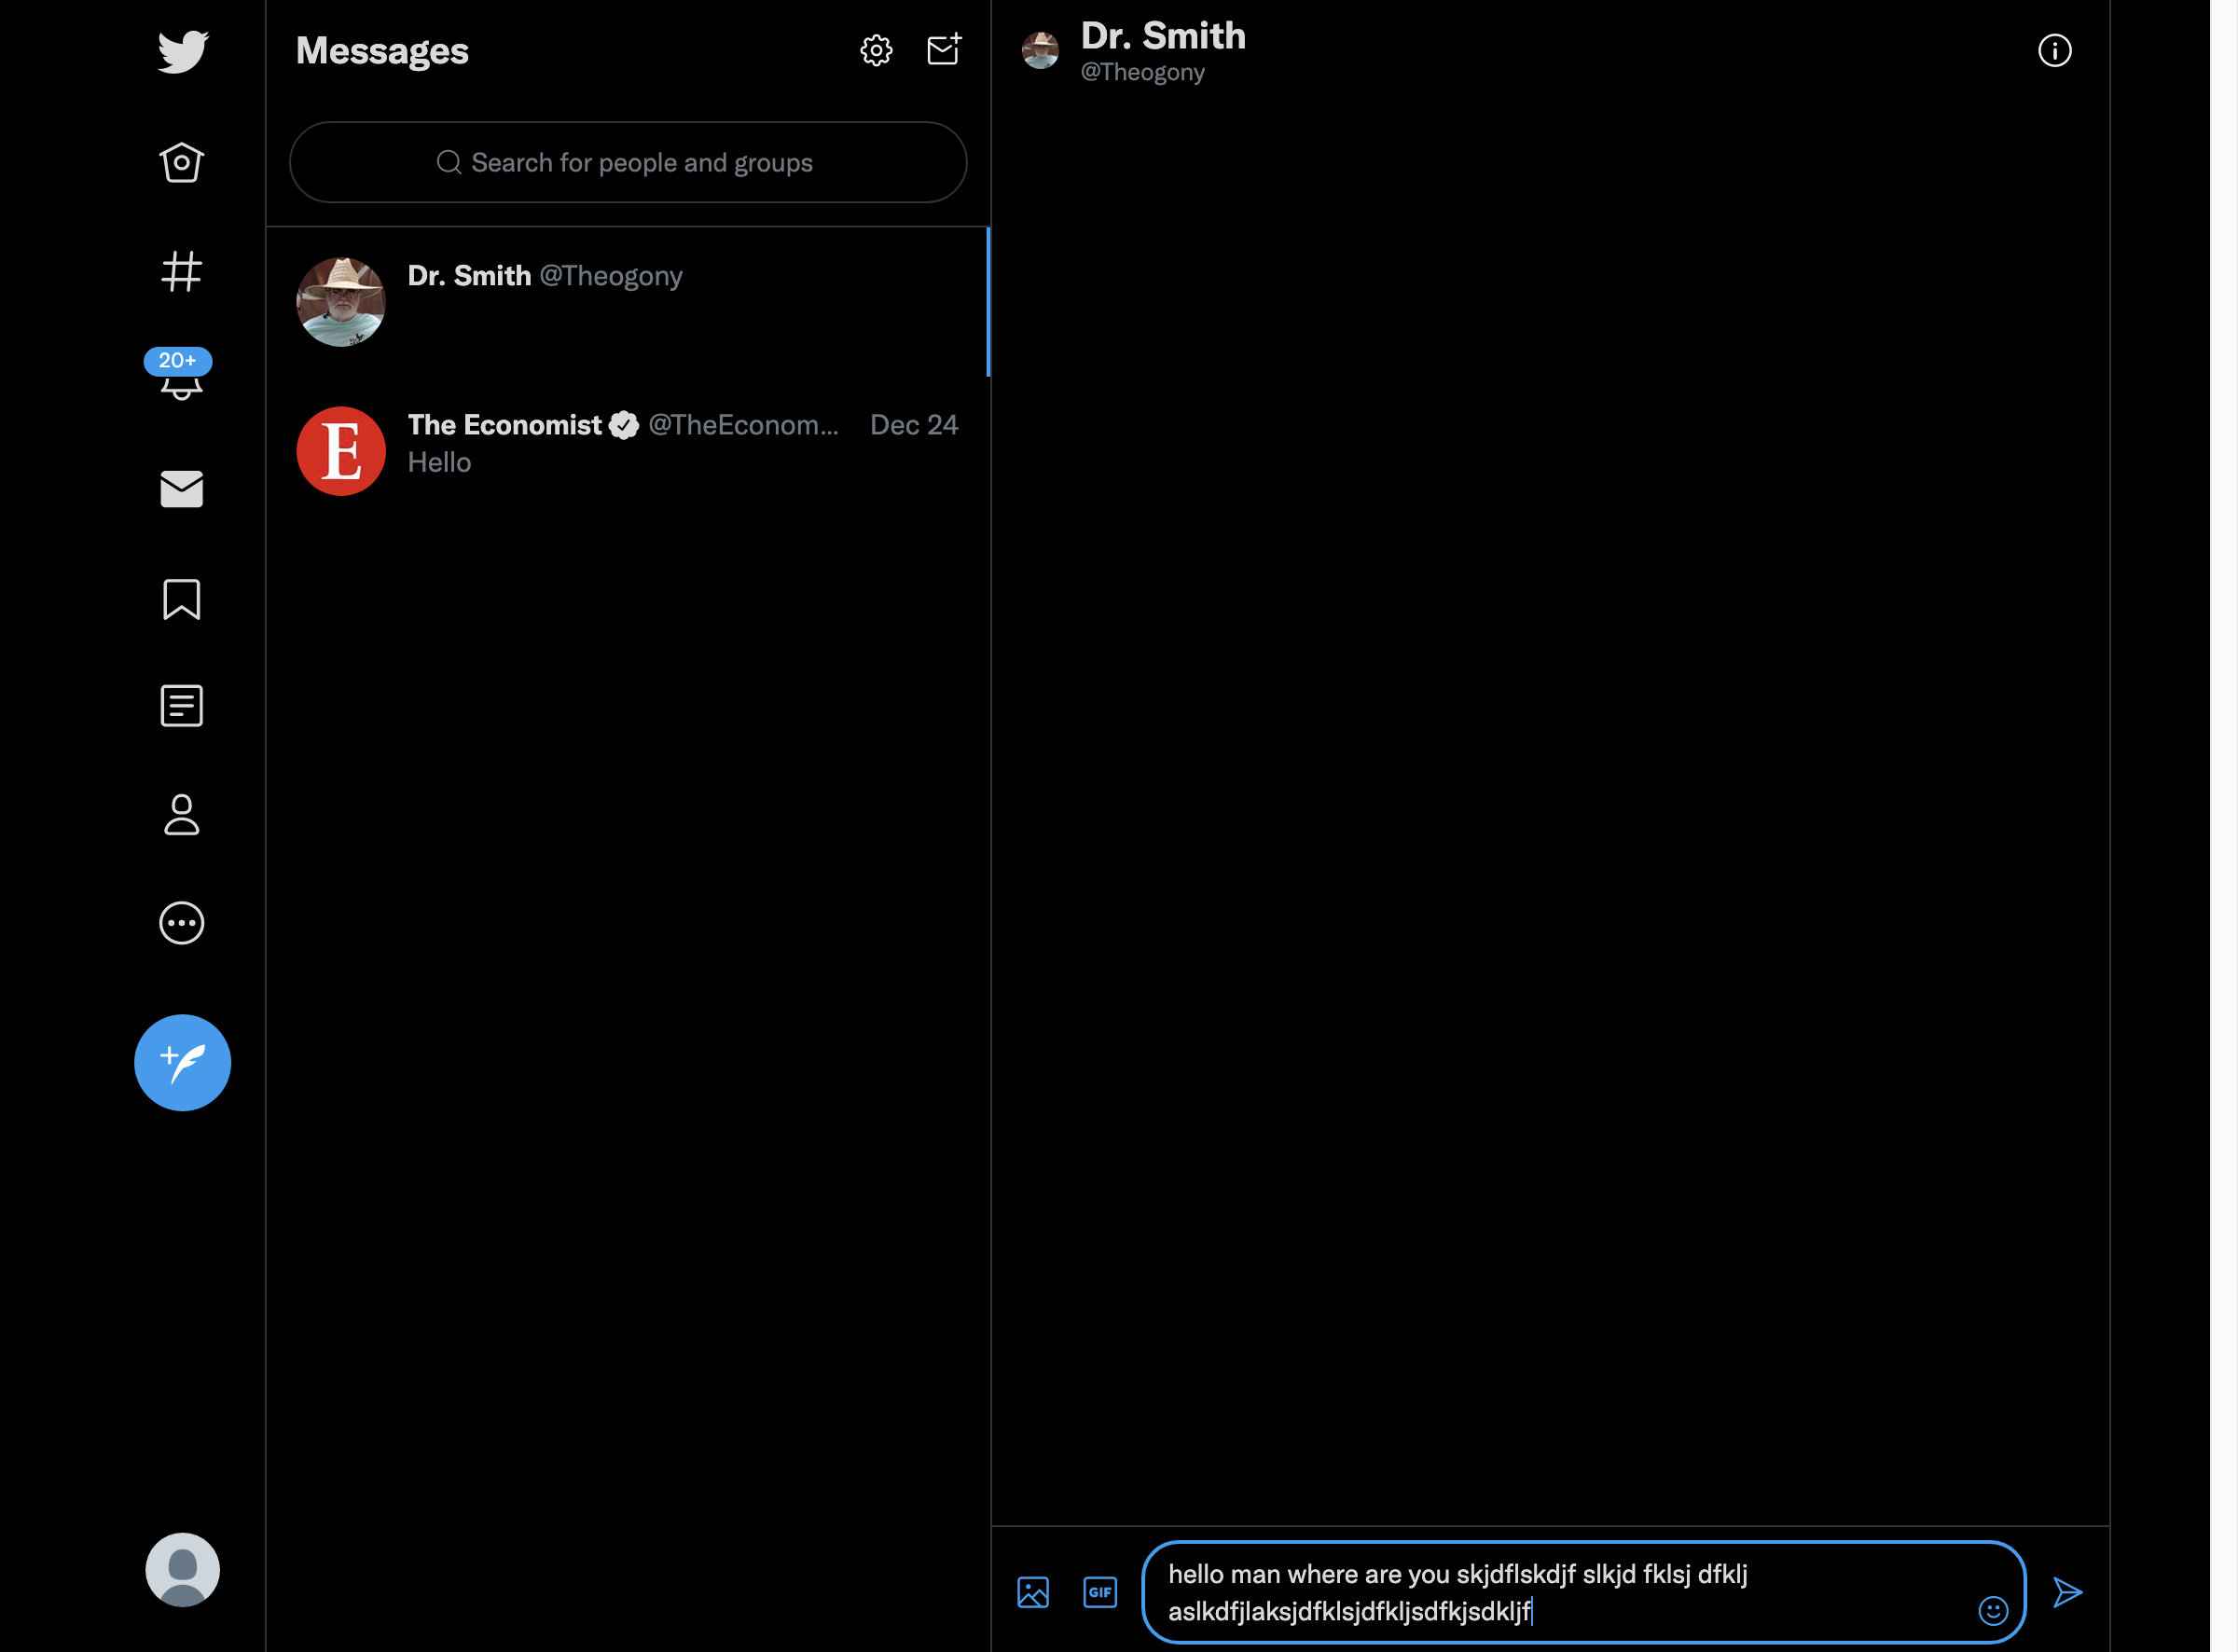 Messages
Search for people and groups
20+
Dr. Smith @Theogony
The Economist @TheEconom... Dec 24
E
Hello
Dr. Smith
@Theogony
GIF
hello man where are you skjdflskdjf slkjd fklsj dfklj
aslkdfjlaksjdfklsjdfkljsdfkjsdkljf